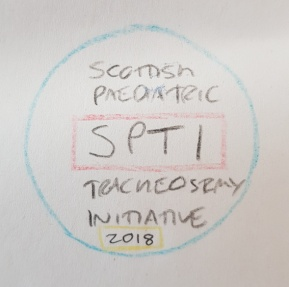 SCOTTISH
PAEDIATRIC
SPTI
TRACHEOSTOMY
INITIATIVE
2018